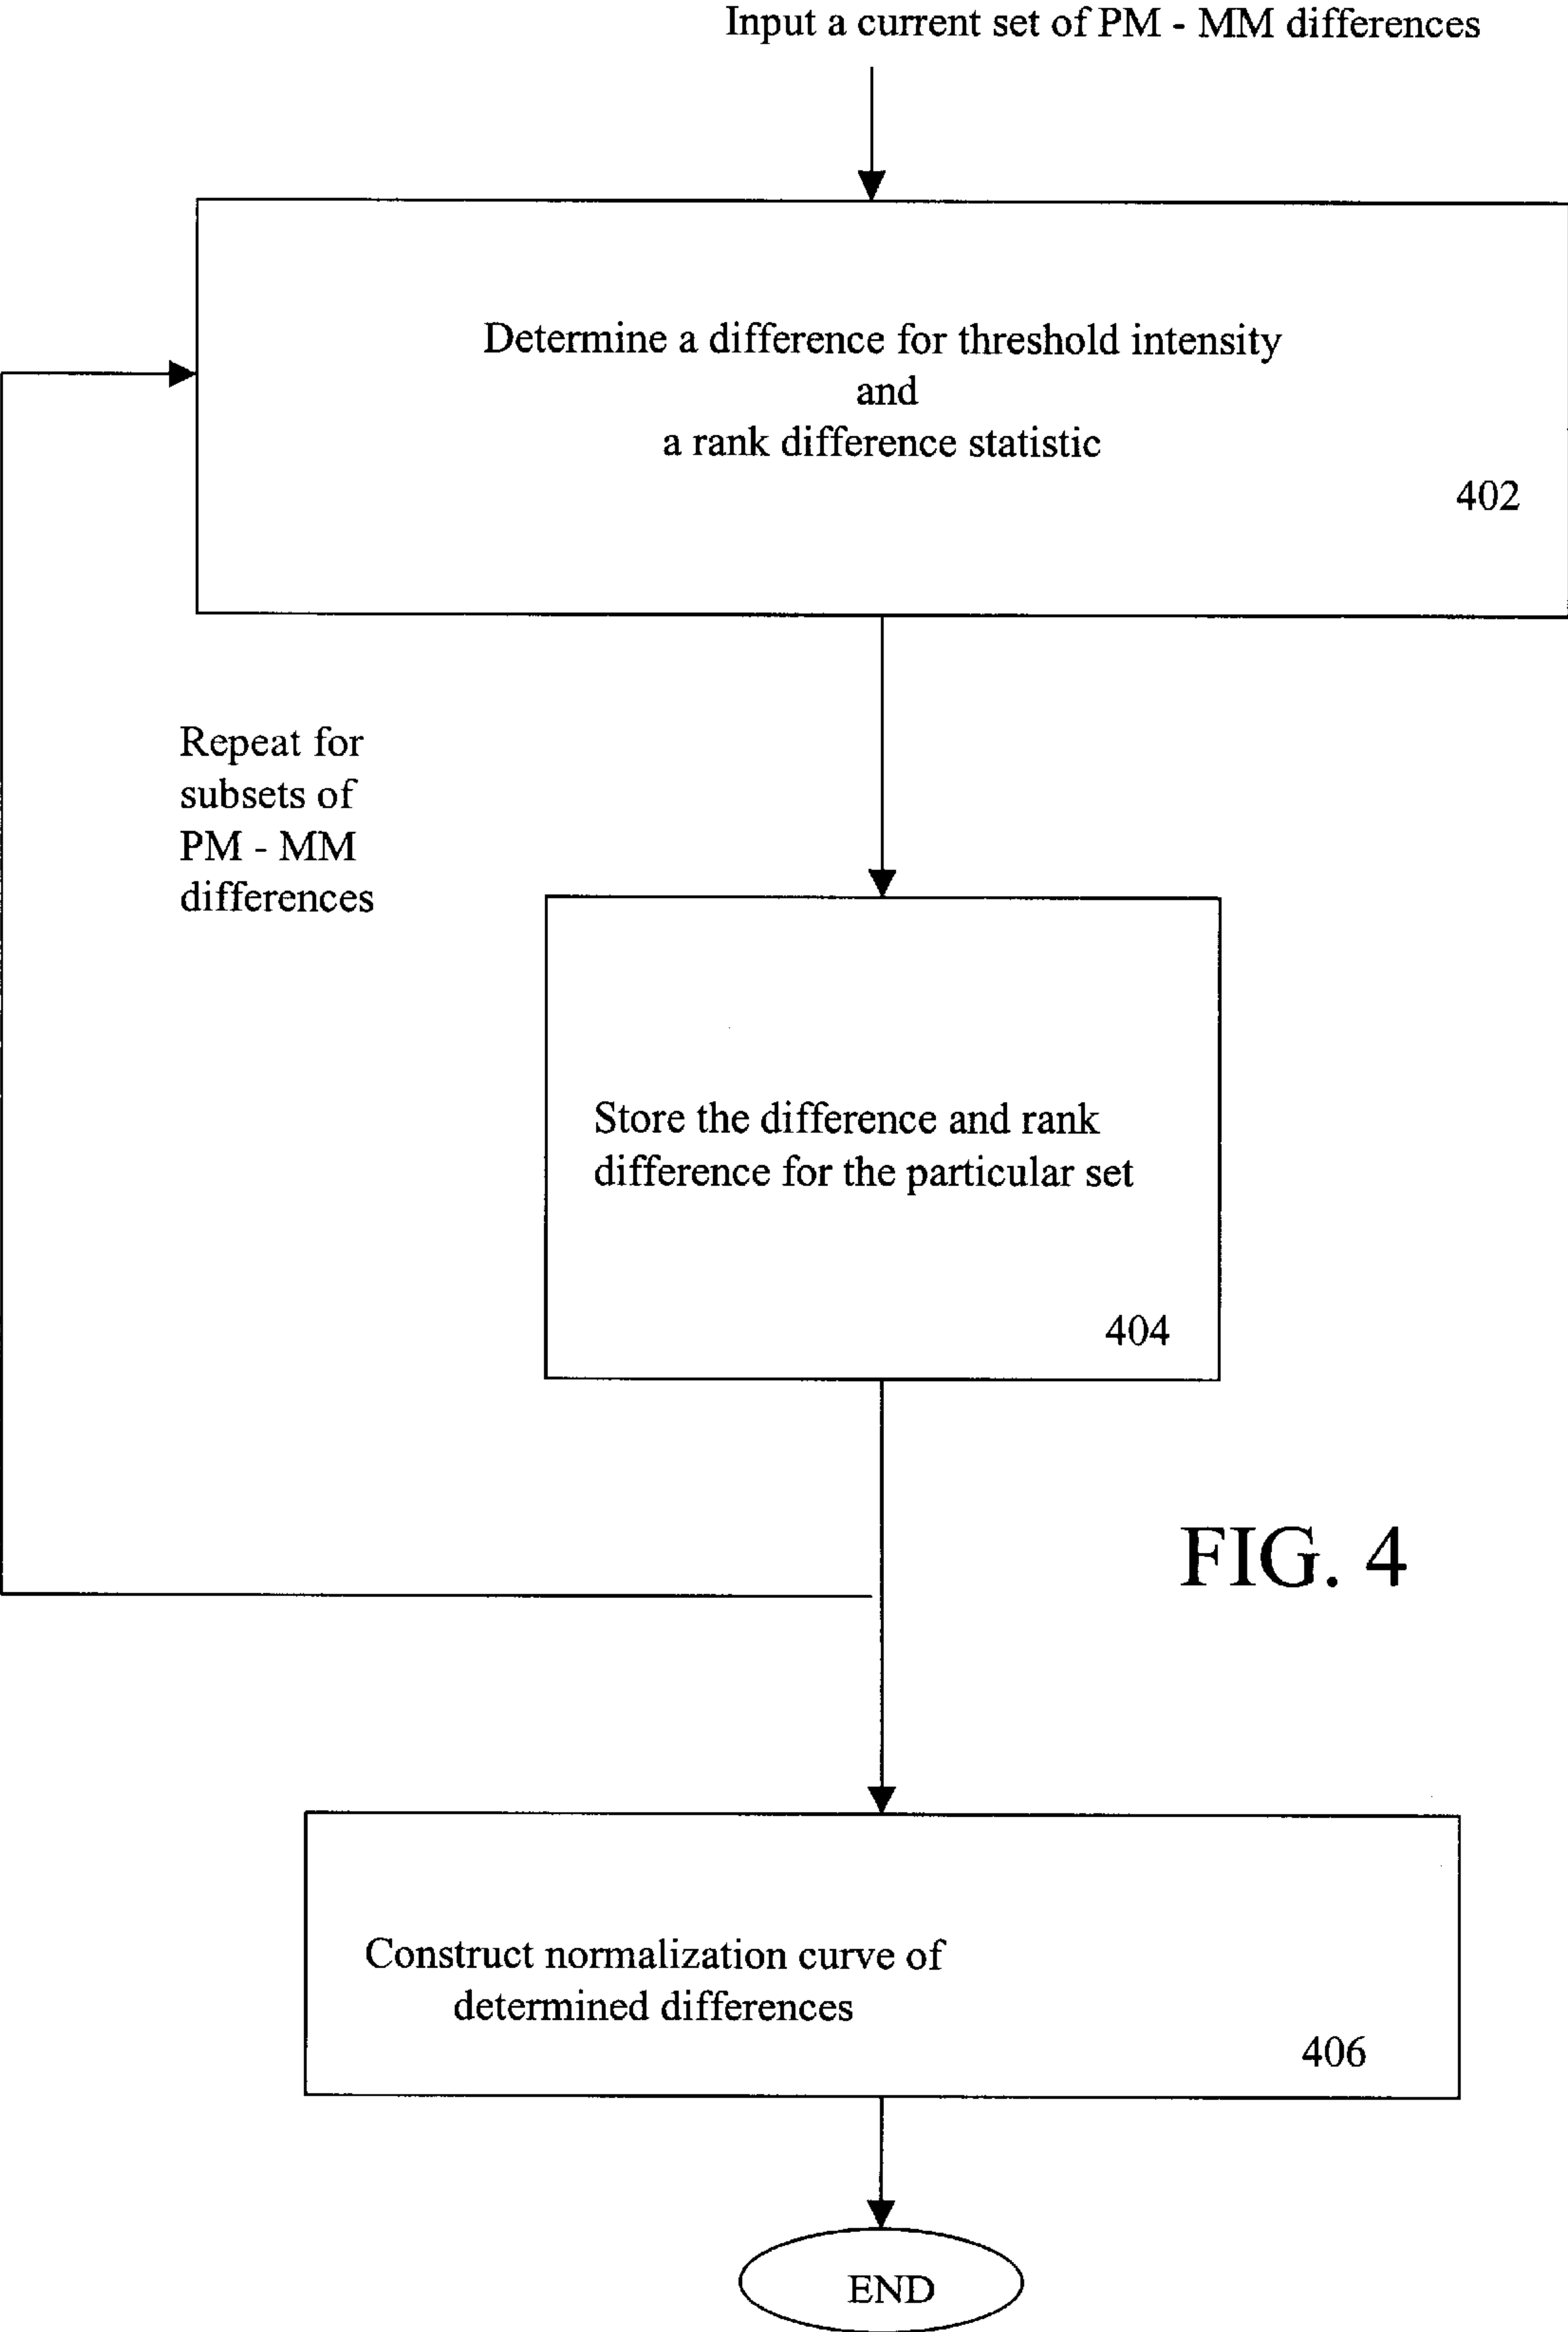 Input a current set of PM - MM differences
Determine a difference for threshold intensity
and
a rank difference statistic
402
Repeat for
subsets of
PM - MM
differences
Store the difference and rank
difference for the particular set
404
FIG. 4
Construct normalization curve of
determined differences
406
END